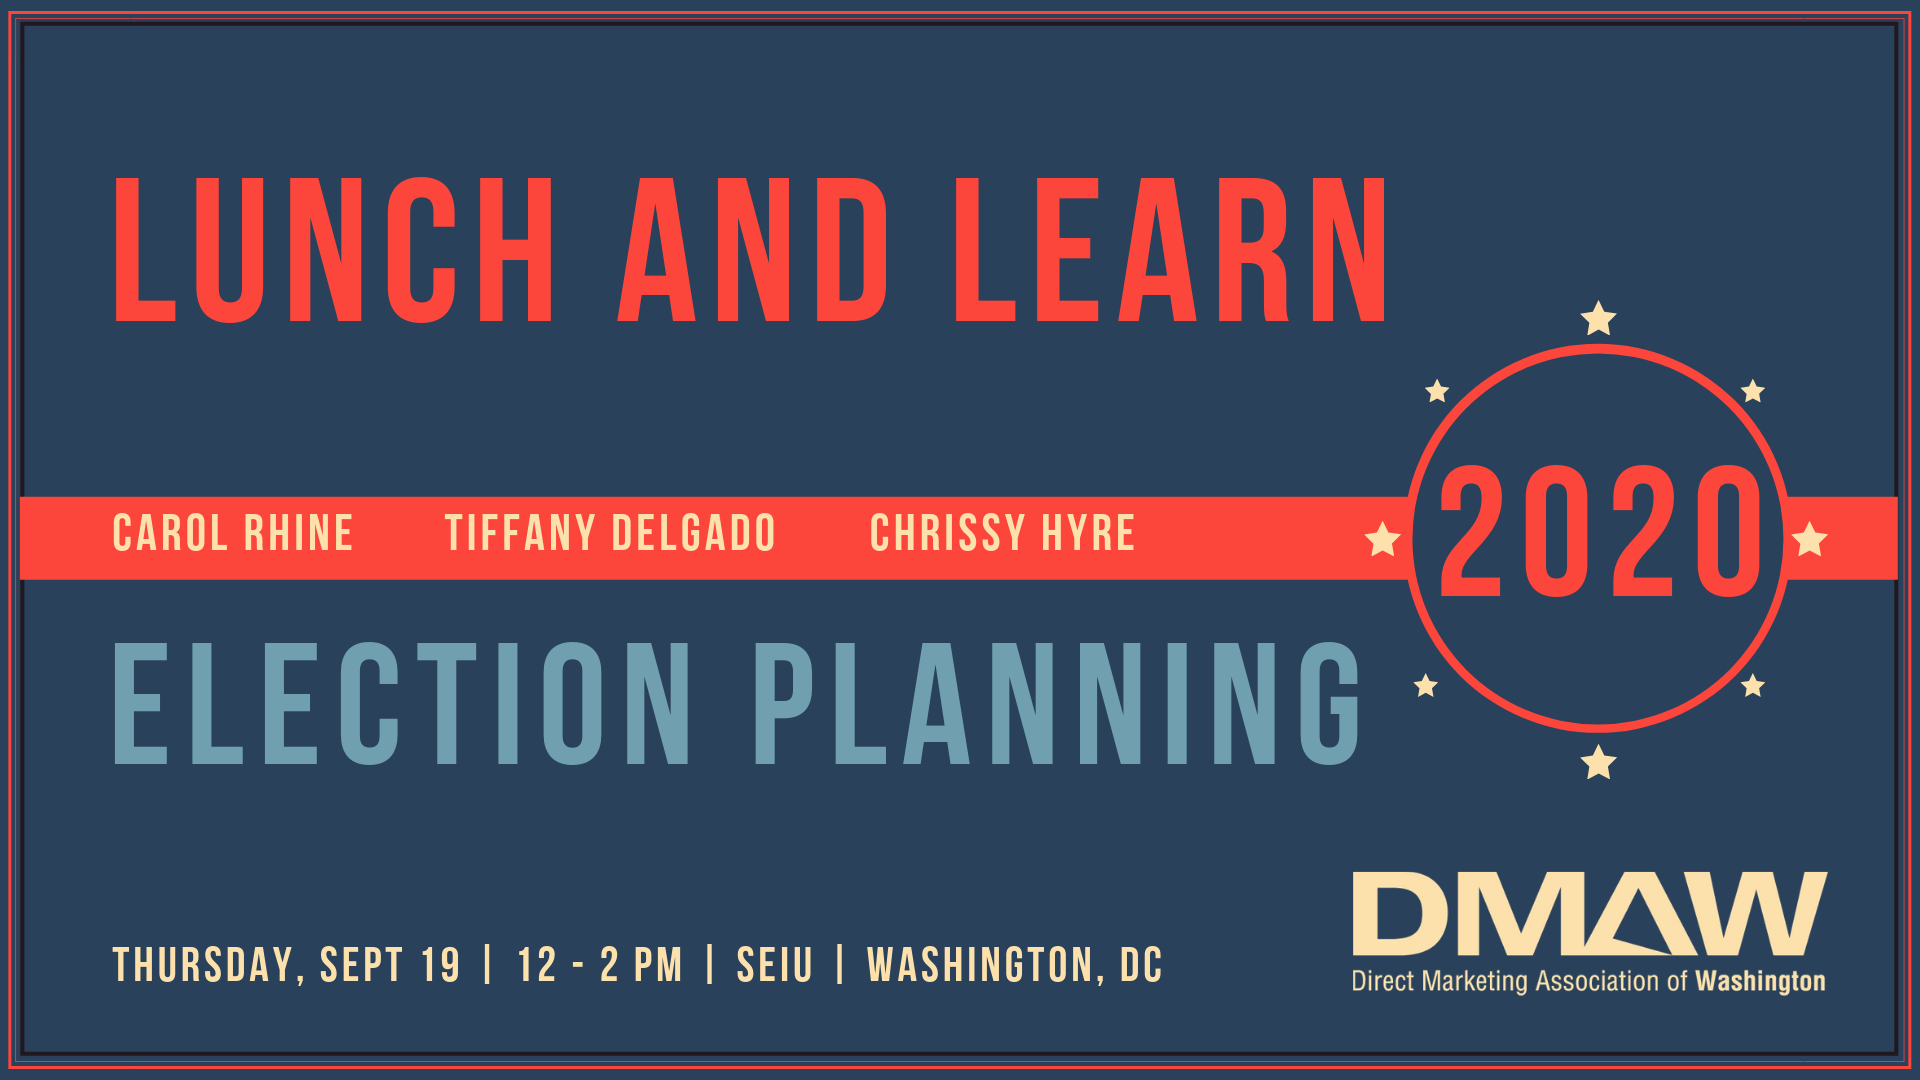 LUNCH AND LEARN
CAROL RHINE TIFFANY DELGADO CHRISSY HYRE
2020
ELECTION PLANNING
THURSDAY, SEPT 19 | 12 - 2 PM | SEIU | WASHINGTON, DC
DMAW
Direct Marketing Association of Washington